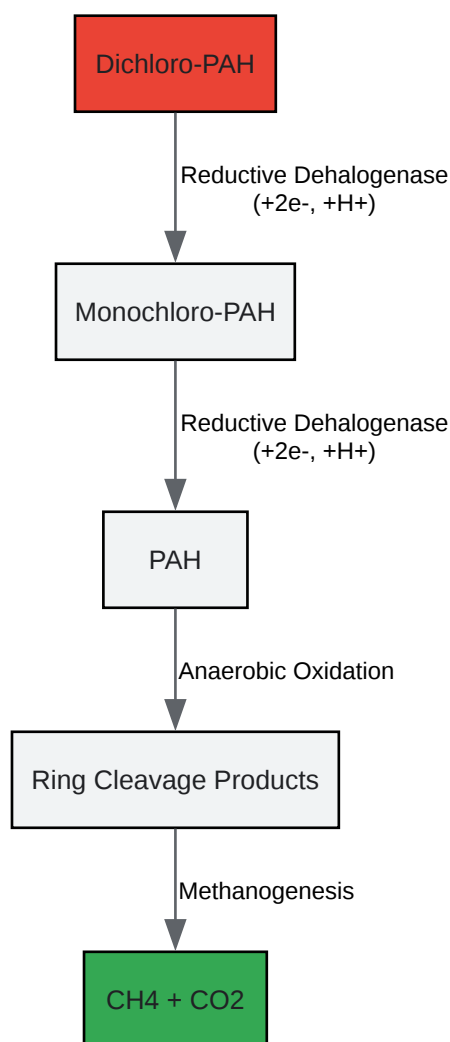 Dichloro-PAH
Reductive Dehalogenase
(+2e-, +H+)
Monochloro-PAH
Reductive Dehalogenase
(+2e-, +H+)
PAH
Anaerobic Oxidation
Ring Cleavage Products
Methanogenesis
CH4 + CO2